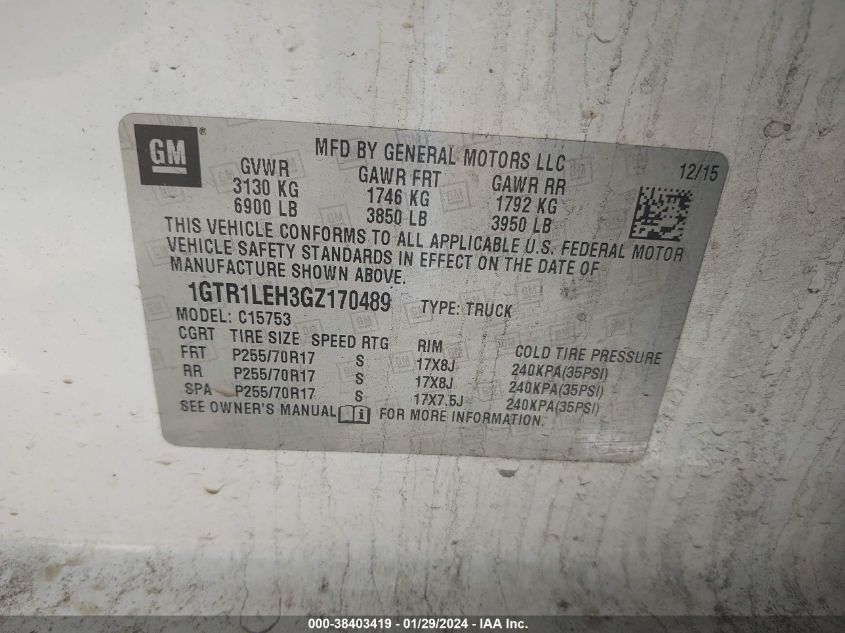 GM ®
MFD BY GENERAL MOTORS LLC
12/15
GVWR GAWR FRT GAWR RR
3130 KG 1746 KG 1792 KG
6900 LB 3850 LB 3950 LB
THIS VEHICLE CONFORMS TO ALL APPLICABLE U.S. FEDERAL MOTOR
VEHICLE SAFETY STANDARDS IN EFFECT ON THE DATE OF
MANUFACTURE SHOWN ABOVE.
1GTR1LEH3GZ170489 TYPE: TRUCK
MODEL: C15753
CGRT TIRE SIZE SPEED RTG RIM COLD TIRE PRESSURE
FRT P255/70R17 S 17X8J 240KPA(35PSI)
RR P255/70R17 S 17X8J 240KPA(35PSI)
SPA P255/70R17 S 17X7.5J 240KPA(35PSI)
SEE OWNER'S MANUAL FOR MORE INFORMATION.
000-38403419 - 01/29/2024 - IAA Inc.